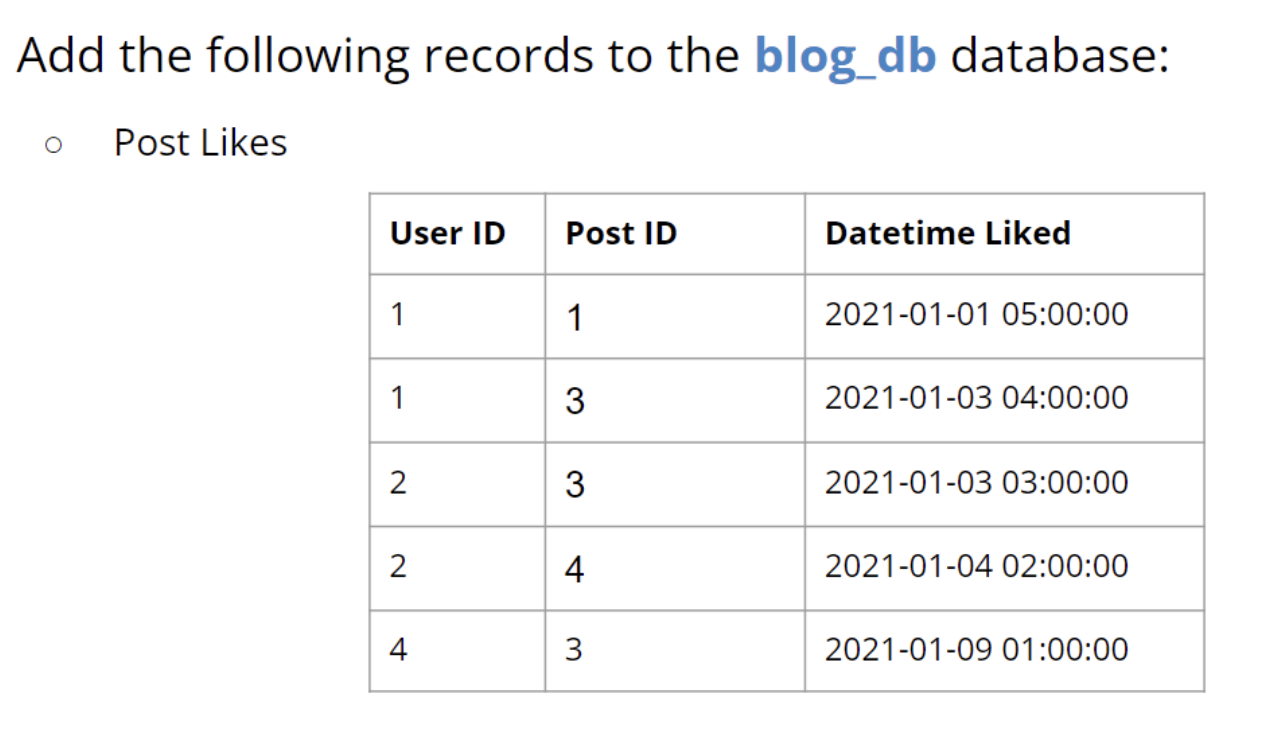 Add the following records to the blog_db database:
○ Post Likes
User ID Post ID Datetime Liked
1 1 2021-01-01 05:00:00
1 3 2021-01-03 04:00:00
2 3 2021-01-03 03:00:00
2 4 2021-01-04 02:00:00
4 3 2021-01-09 01:00:00